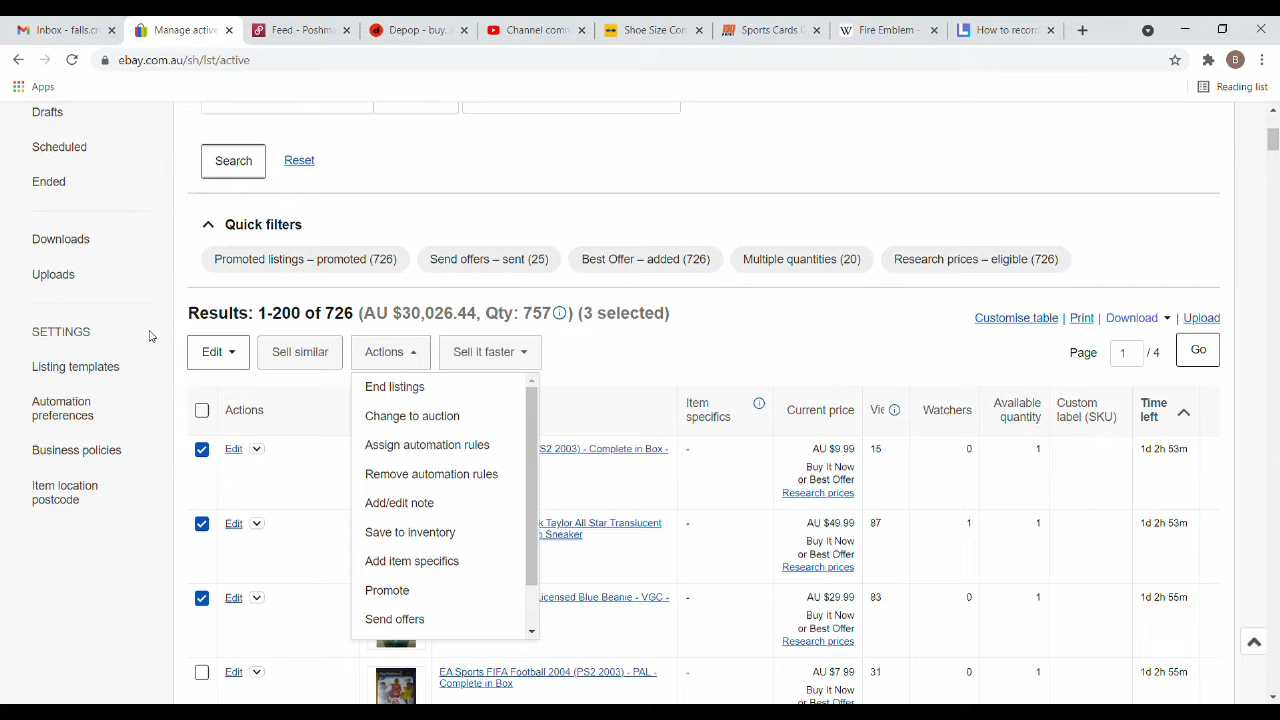 Inbox - falls.cr
Manage active
Feed - Poshm
Depop - buy, s
Channel comm
Shoe Size Con
Sports Cards C
Fire Emblem -
How to record
ebay.com.au/sh/lst/active
B
Apps
Reading list
Drafts
Scheduled
Ended
Downloads
Uploads
SETTINGS
Listing templates
Automation
preferences
Business policies
Item location
postcode
Search Reset
Quick filters
Promoted listings – promoted (726) Send offers – sent (25) Best Offer – added (726) Multiple quantities (20) Research prices – eligible (726)
Results: 1-200 of 726 (AU $30,026.44, Qty: 757) (3 selected)
Customise table | Print | Download | Upload
Edit Sell similar Actions Sell it faster
Page 1 / 4 Go
End listings
Change to auction
Assign automation rules
Remove automation rules
Add/edit note
Save to inventory
Add item specifics
Promote
Send offers
Actions
Item
specifics
Current price
Vie
Watchers
Available
quantity
Custom
label (SKU)
Time
left
Edit S2 2003) - Complete in Box - - AU $9.99 15 0 1 1d 2h 53m
Buy It Now
or Best Offer
Research prices
Edit k Taylor All Star Translucent - AU $49.99 87 1 1 1d 2h 53m
Sneaker
Buy It Now
or Best Offer
Research prices
Edit icensed Blue Beanie - VGC - - AU $29.99 83 0 1 1d 2h 55m
Buy It Now
or Best Offer
Research prices
Edit EA Sports FIFA Football 2004 (PS2 2003) - PAL - - AU $7.99 31 0 1 1d 2h 55m
Complete in Box
Buy It Now
or Best Offer